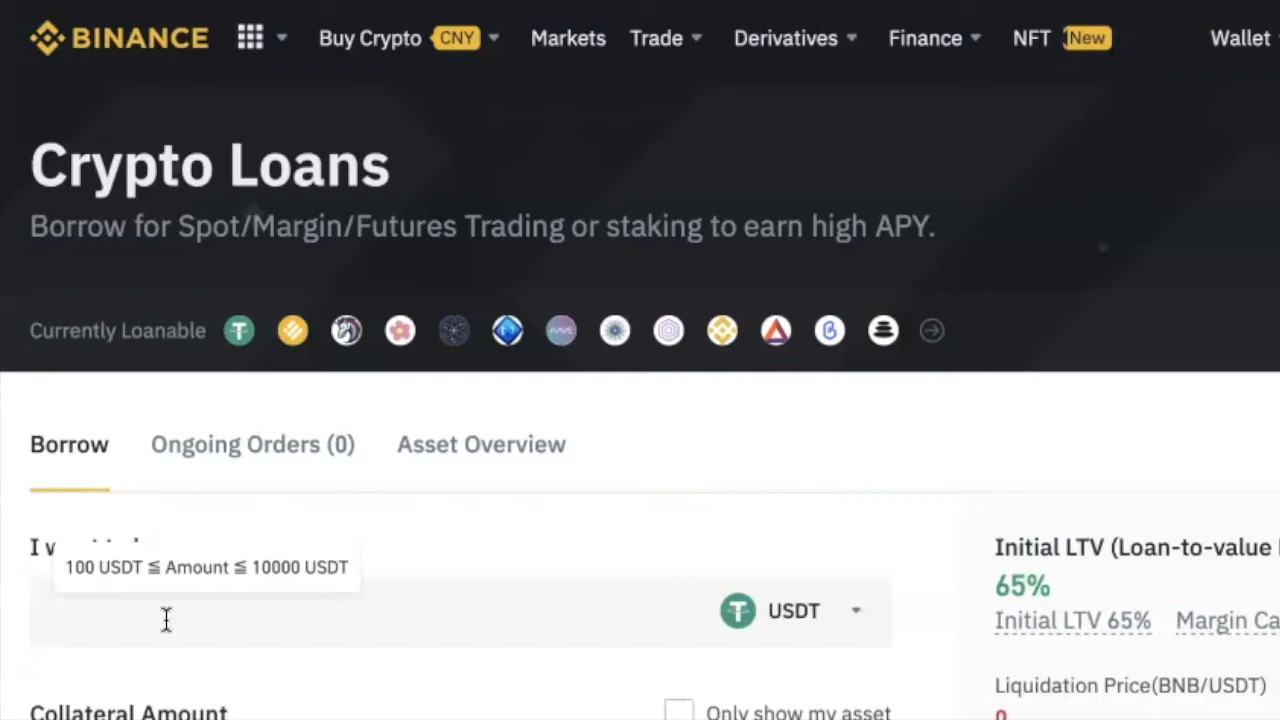 BINANCE Buy Crypto CNY Markets Trade Derivatives Finance NFT New Wallet
Crypto Loans
Borrow for Spot/Margin/Futures Trading or staking to earn high APY.
Currently Loanable
Borrow Ongoing Orders (0) Asset Overview
I
100 USDT ≦ Amount ≦ 10000 USDT
USDT
Collateral Amount
Only show my asset
Initial LTV (Loan-to-value
65%
Initial LTV 65% Margin Ca
Liquidation Price(BNB/USDT)
0